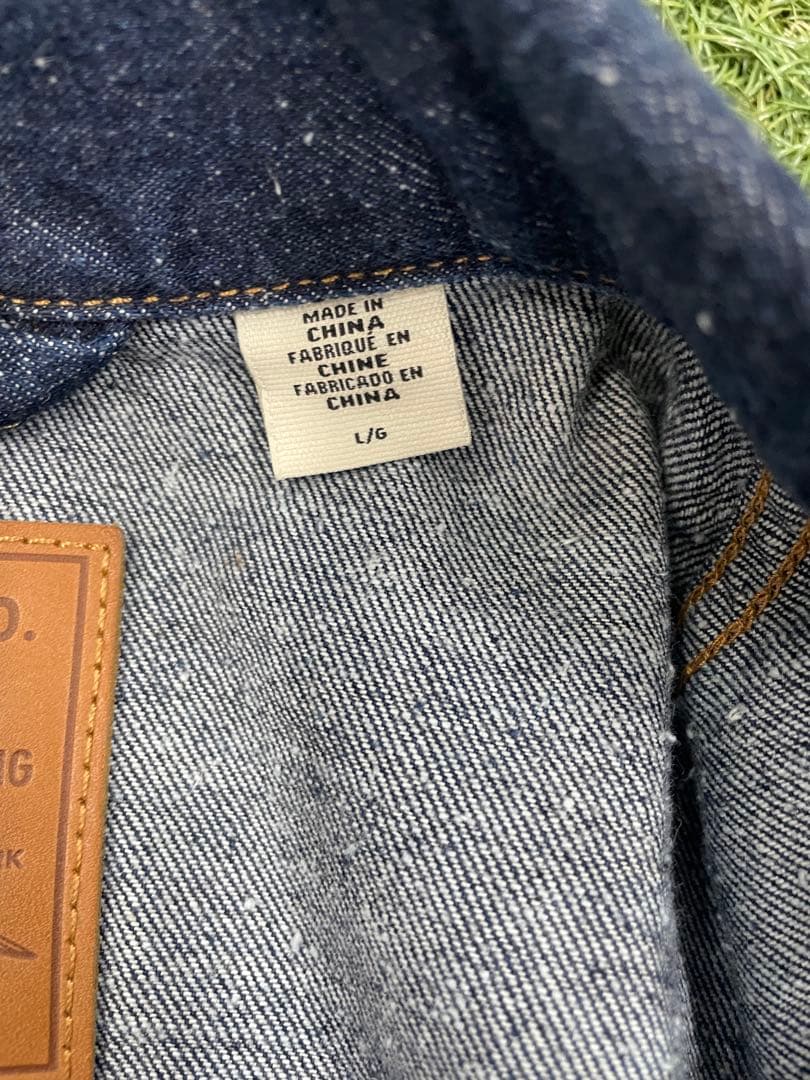 MADE IN
CHINA
FABRIQUÉ EN
CHINE
FABRICADO EN
CHINA
L/G